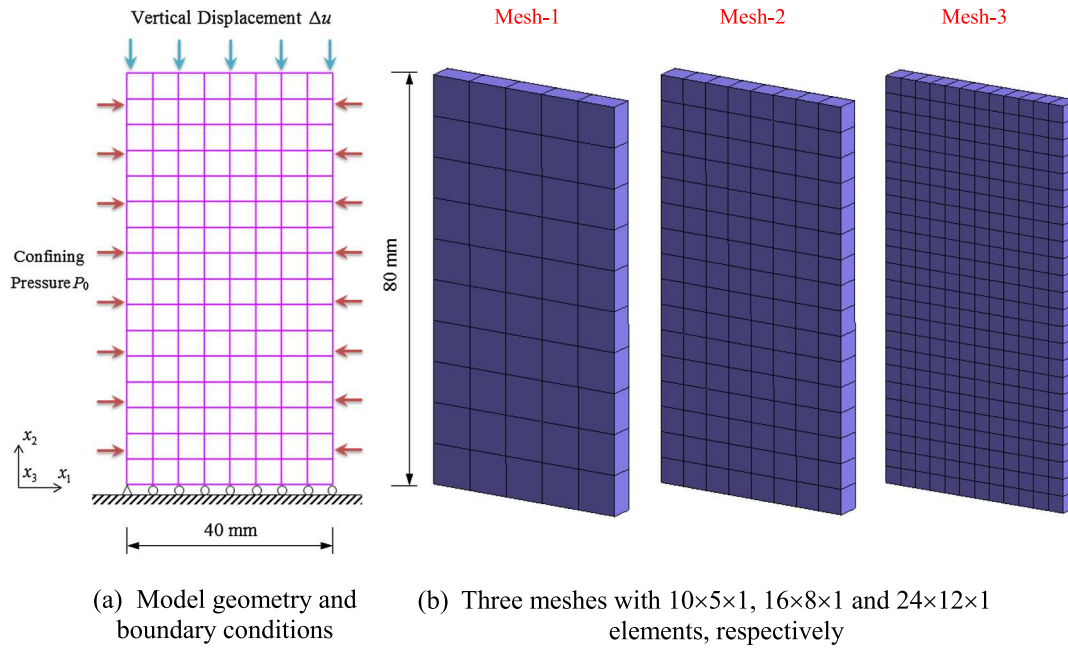 Vertical Displacement Δu
Mesh-1
Mesh-2
Mesh-3
Confining
Pressure P₀
80 mm
x₂
x₃
x₁
40 mm
(a) Model geometry and
boundary conditions
(b) Three meshes with 10×5×1, 16×8×1 and 24×12×1
elements, respectively